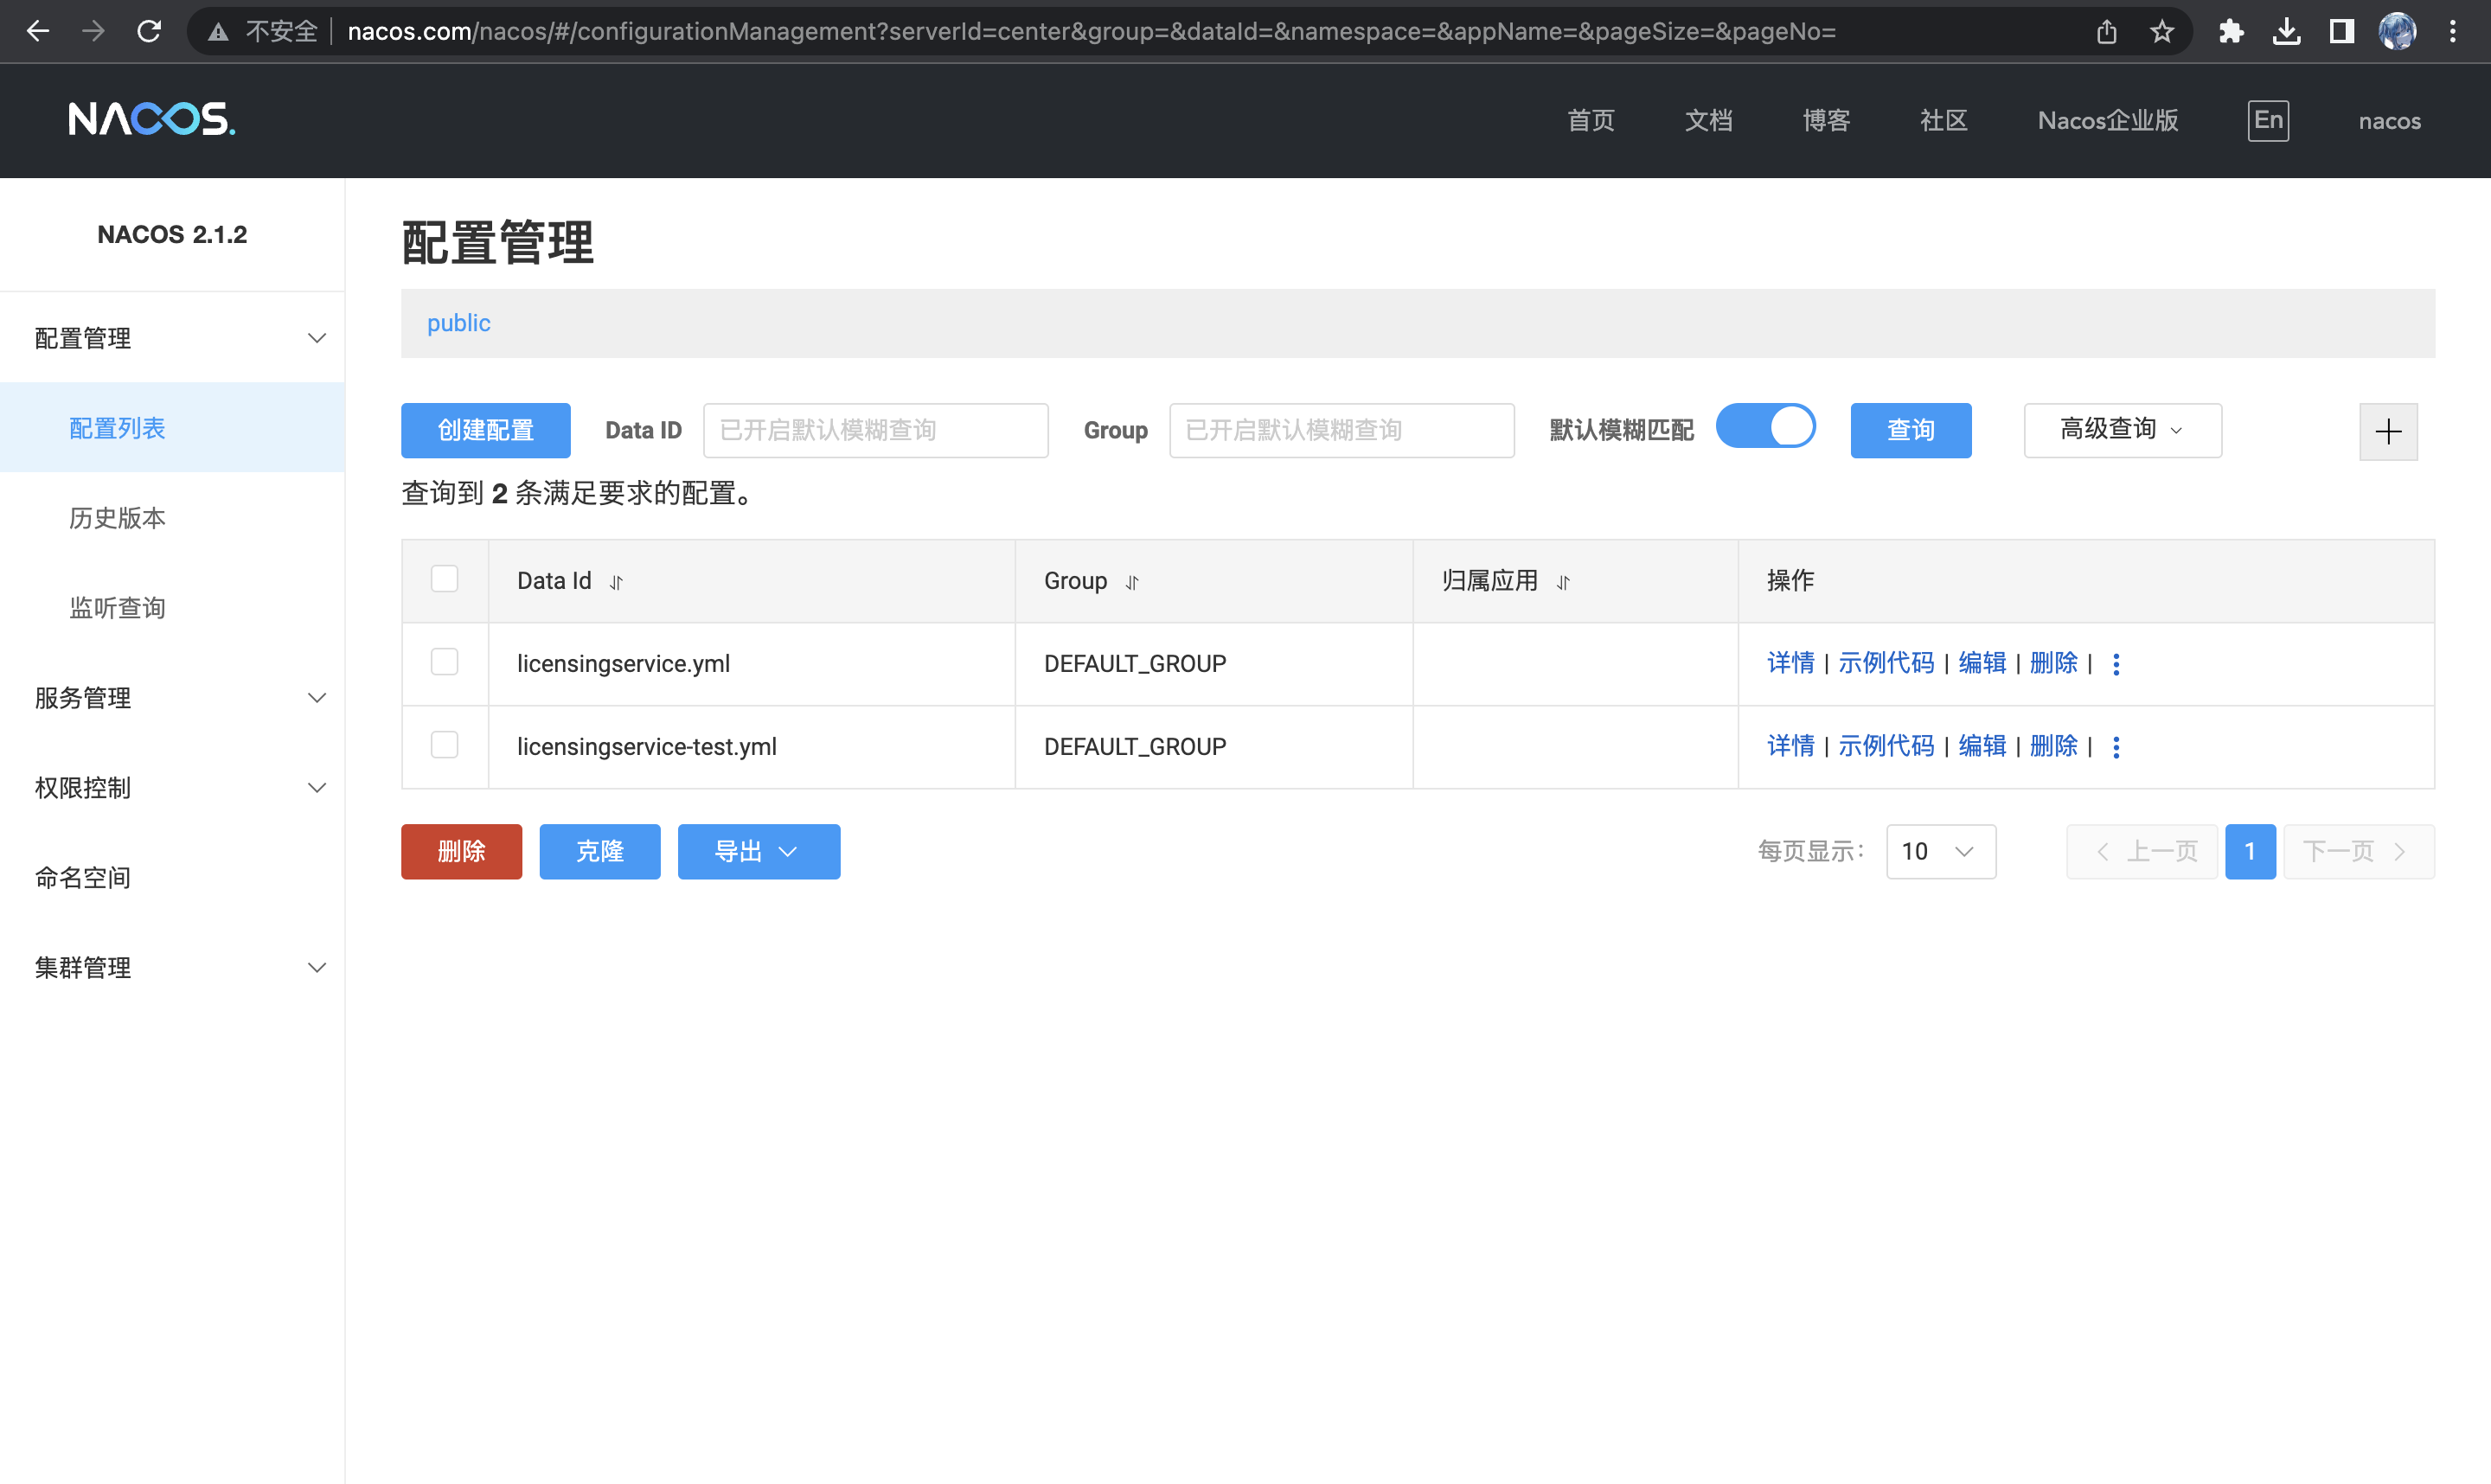 不安全 nacos.com/nacos/#/configurationManagement?serverId=center&group=&dataId=&namespace=&appName=&pageSize=&pageNo=
NACOS.
首页 文档 博客 社区 Nacos企业版 En nacos
NACOS 2.1.2
配置管理
配置列表
历史版本
监听查询
服务管理
权限控制
命名空间
集群管理
配置管理
public
创建配置 Data ID 已开启默认模糊查询 Group 已开启默认模糊查询 默认模糊匹配 查询 高级查询
查询到 2 条满足要求的配置。
Data Id Group 归属应用 操作
licensingservice.yml DEFAULT_GROUP 详情 | 示例代码 | 编辑 | 删除 |
licensingservice-test.yml DEFAULT_GROUP 详情 | 示例代码 | 编辑 | 删除 |
删除 克隆 导出 每页显示： 10 上一页 1 下一页